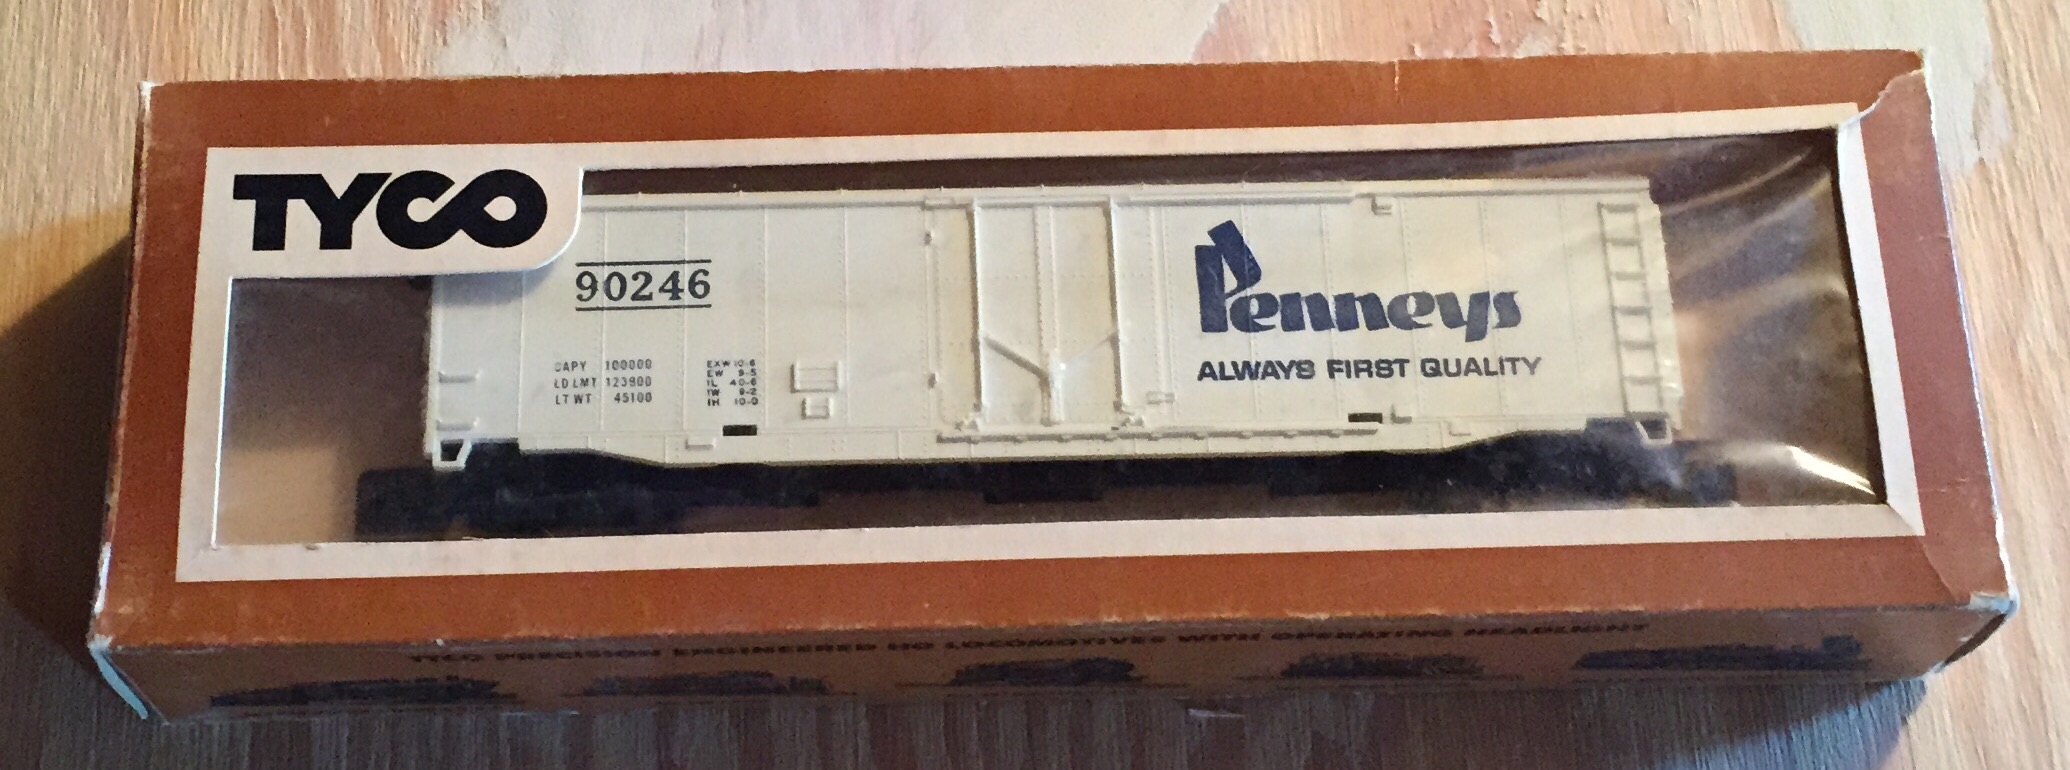 TYCO
90246
CAPY 100000
LD LMT 123900
LT WT 45100
EXW 10-6
EW 9-5
IL 40-6
IW 9-2
IH 10-0
Penneys
ALWAYS FIRST QUALITY
TYCO PRECISION ENGINEERED HO LOCOMOTIVES WITH OPERATING HEADLIGHT